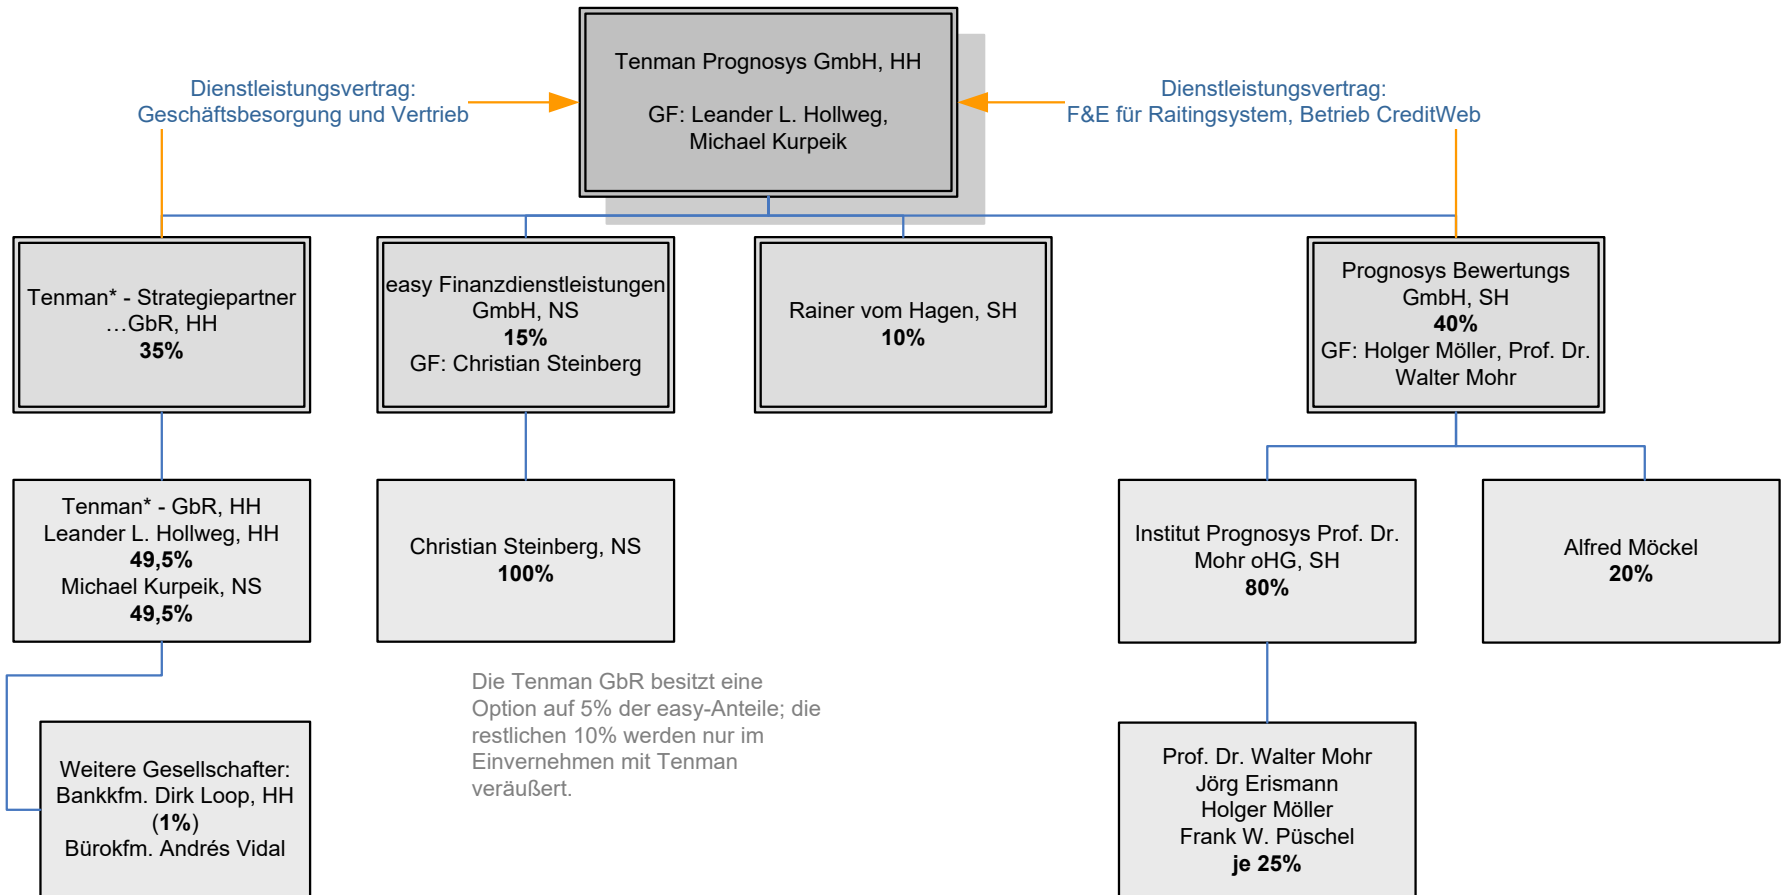 Tenman Prognosys GmbH, HH
GF: Leander L. Hollweg,
Michael Kurpeik
Dienstleistungsvertrag:
Geschäftsbesorgung und Vertrieb
Dienstleistungsvertrag:
F&E für Raitingsystem, Betrieb CreditWeb
Tenman* - Strategiepartner
…GbR, HH
35%
easy Finanzdienstleistungen
GmbH, NS
15%
GF: Christian Steinberg
Rainer vom Hagen, SH
10%
Prognosys Bewertungs
GmbH, SH
40%
GF: Holger Möller, Prof. Dr.
Walter Mohr
Tenman* - GbR, HH
Leander L. Hollweg, HH
49,5%
Michael Kurpeik, NS
49,5%
Christian Steinberg, NS
100%
Institut Prognosys Prof. Dr.
Mohr oHG, SH
80%
Alfred Möckel
20%
Die Tenman GbR besitzt eine
Option auf 5% der easy-Anteile; die
restlichen 10% werden nur im
Einvernehmen mit Tenman
veräußert.
Weitere Gesellschafter:
Bankkfm. Dirk Loop, HH
(1%)
Bürokfm. Andrés Vidal
Prof. Dr. Walter Mohr
Jörg Erismann
Holger Möller
Frank W. Püschel
je 25%